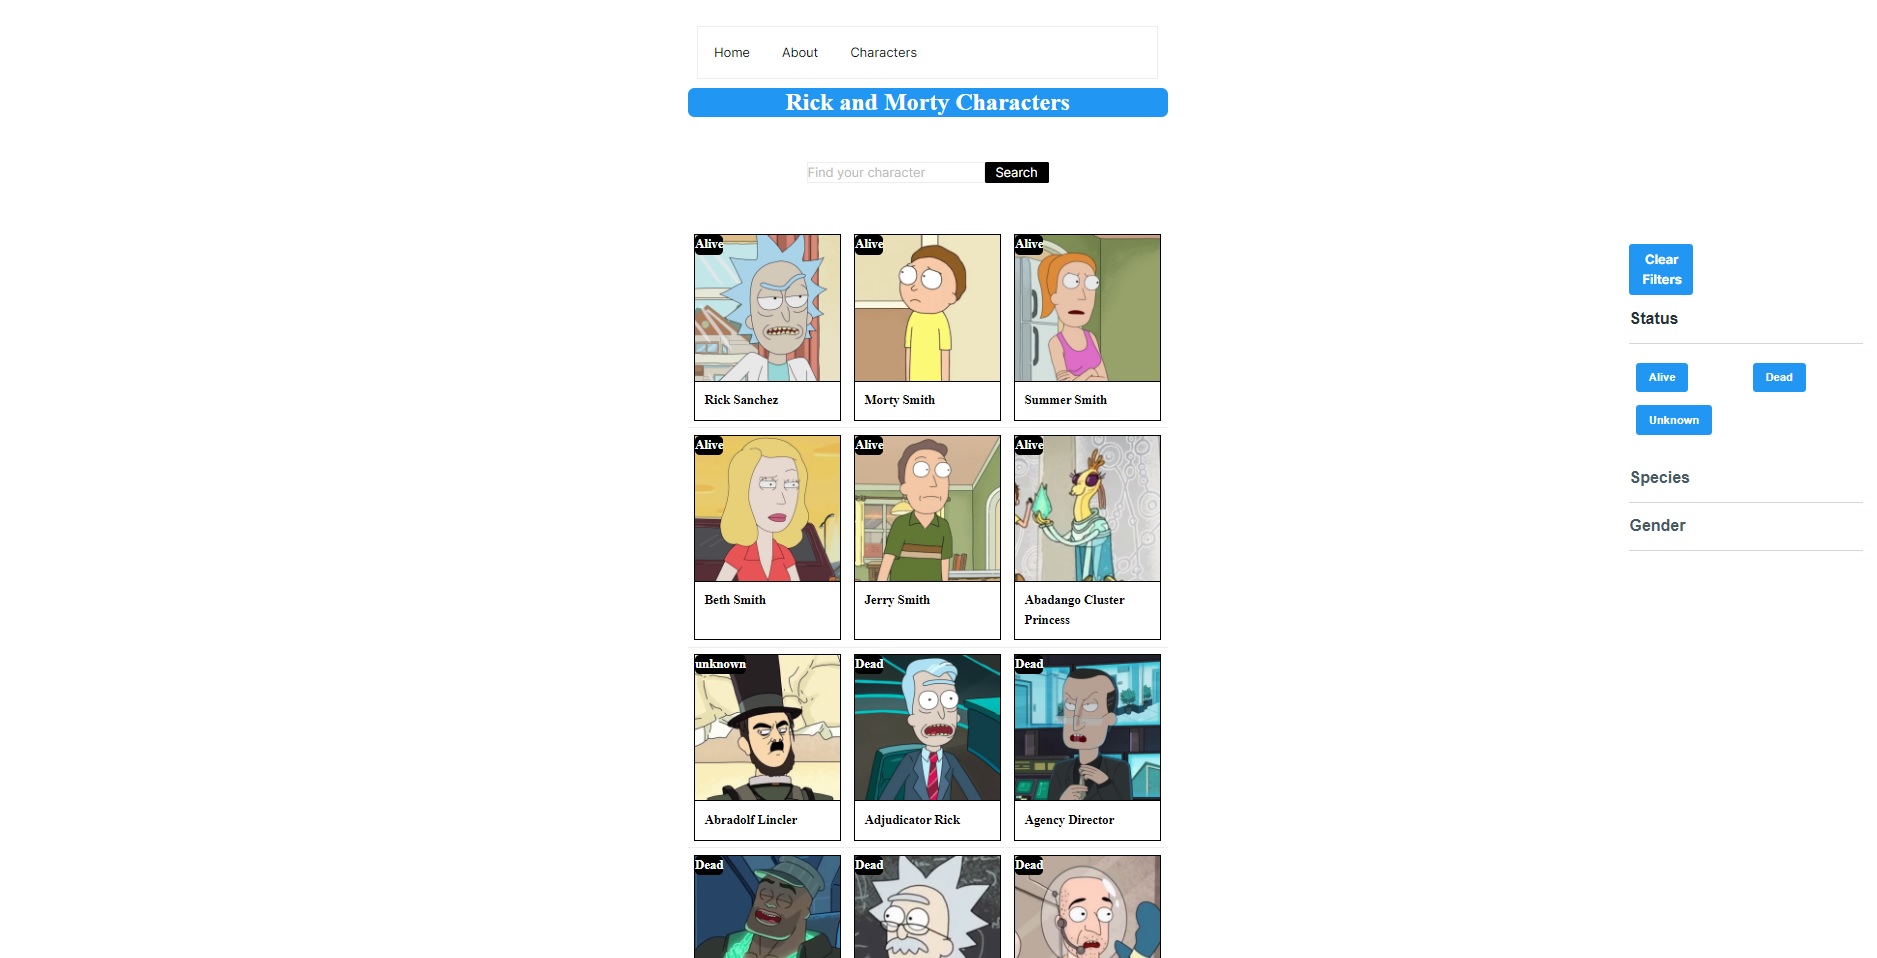 Home About Characters
Rick and Morty Characters
Find your character Search
Alive Alive Alive
Rick Sanchez Morty Smith Summer Smith
Alive Alive Alive
Beth Smith Jerry Smith Abadango Cluster
Princess
unknown Dead Dead
Abradolf Lincler Adjudicator Rick Agency Director
Dead Dead Dead
Clear
Filters
Status
Alive Dead
Unknown
Species
Gender